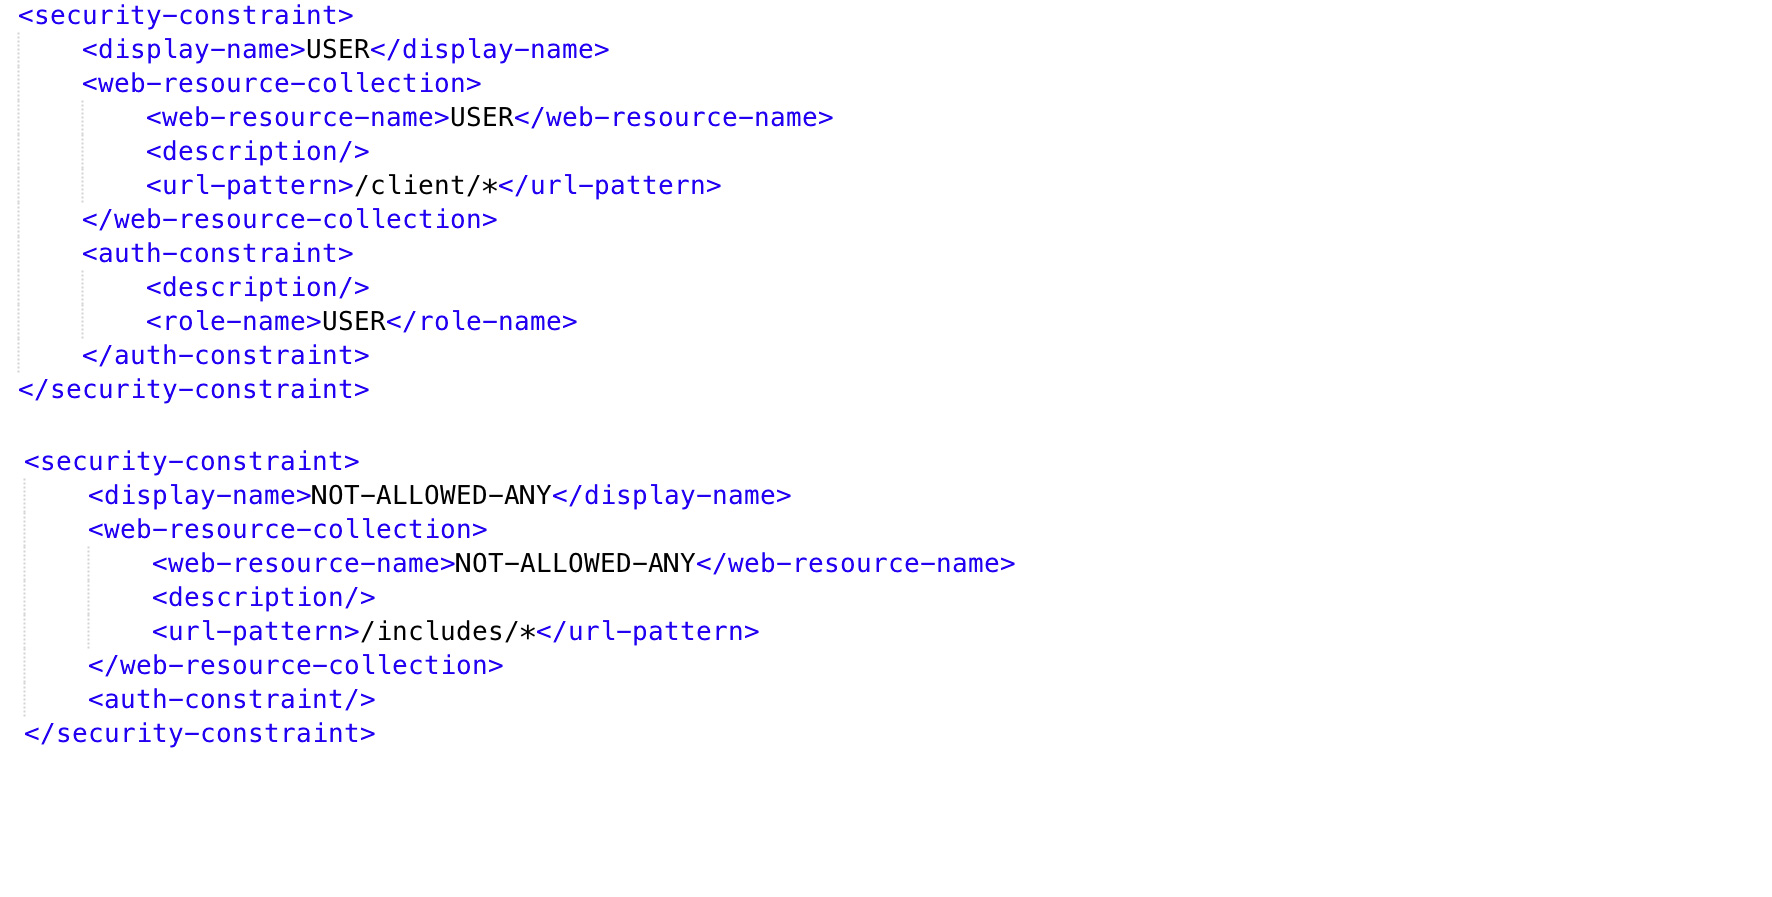 <security-constraint>
    <display-name>USER</display-name>
    <web-resource-collection>
        <web-resource-name>USER</web-resource-name>
        <description/>
        <url-pattern>/client/*</url-pattern>
    </web-resource-collection>
    <auth-constraint>
        <description/>
        <role-name>USER</role-name>
    </auth-constraint>
</security-constraint>

<security-constraint>
    <display-name>NOT-ALLOWED-ANY</display-name>
    <web-resource-collection>
        <web-resource-name>NOT-ALLOWED-ANY</web-resource-name>
        <description/>
        <url-pattern>/includes/*</url-pattern>
    </web-resource-collection>
    <auth-constraint/>
</security-constraint>